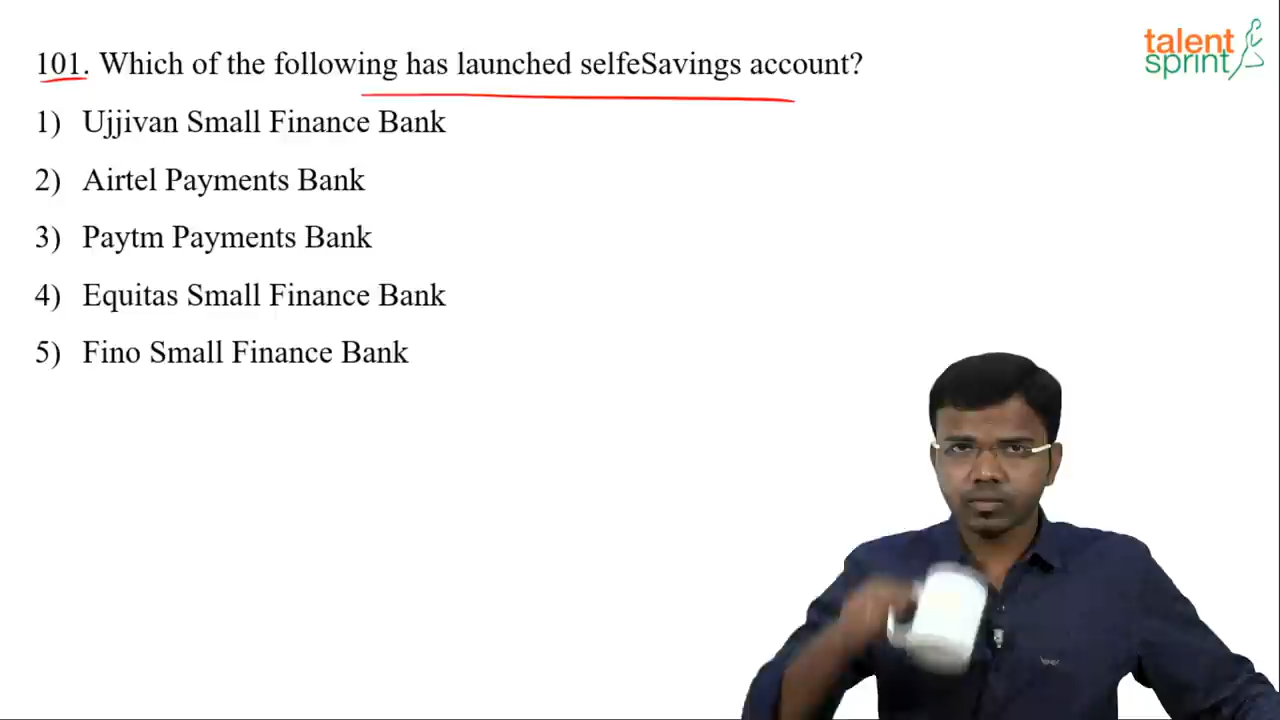 talent
sprint
101. Which of the following has launched selfeSavings account?
1) Ujjivan Small Finance Bank
2) Airtel Payments Bank
3) Paytm Payments Bank
4) Equitas Small Finance Bank
5) Fino Small Finance Bank